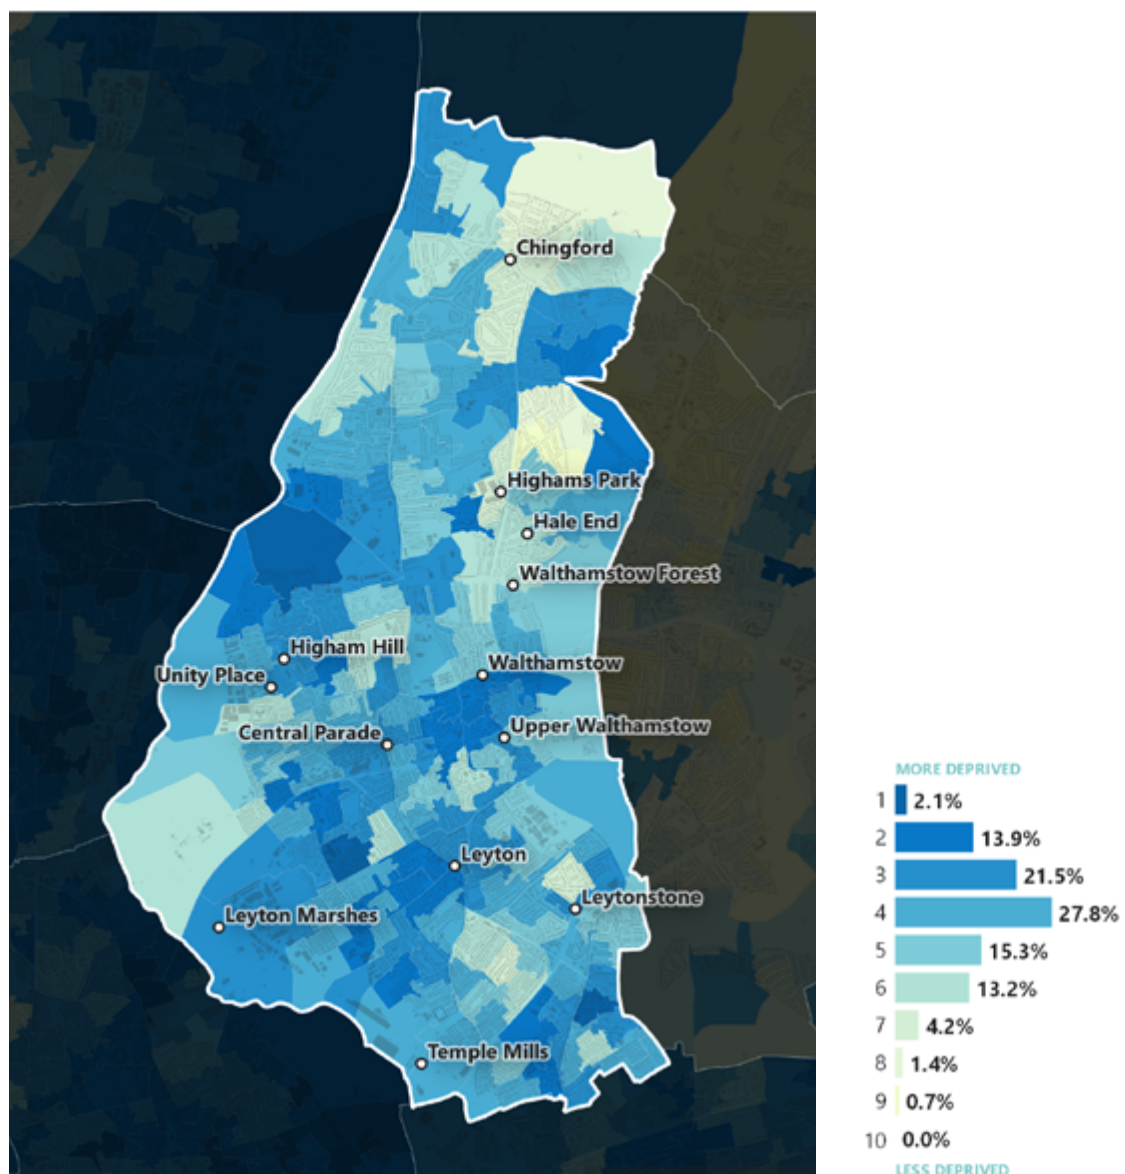 Chingford
Highams Park
Hale End
Walthamstow Forest
Higham Hill
Walthamstow
Unity Place
Upper Walthamstow
Central Parade
Leyton
Leytonstone
Leyton Marshes
Temple Mills
MORE DEPRIVED
1 2.1%
2 13.9%
3 21.5%
4 27.8%
5 15.3%
6 13.2%
7 4.2%
8 1.4%
9 0.7%
10 0.0%
LESS DEPRIVED